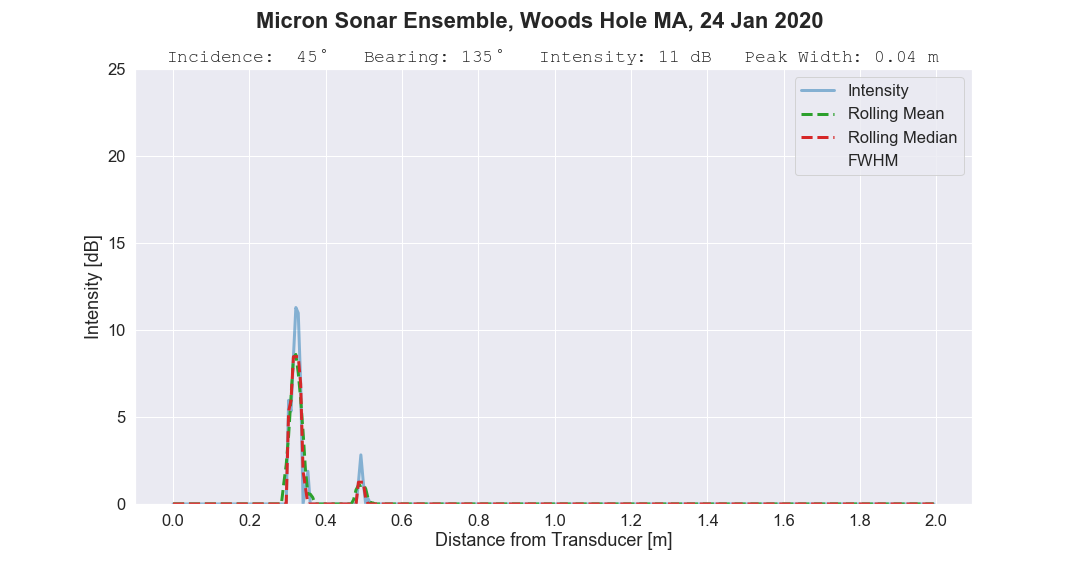 Micron Sonar Ensemble, Woods Hole MA, 24 Jan 2020
Incidence:  45°   Bearing: 135°   Intensity: 11 dB   Peak Width: 0.04 m
Intensity
Rolling Mean
Rolling Median
FWHM
25
20
15
10
5
0
Intensity [dB]
0.0 0.2 0.4 0.6 0.8 1.0 1.2 1.4 1.6 1.8 2.0
Distance from Transducer [m]